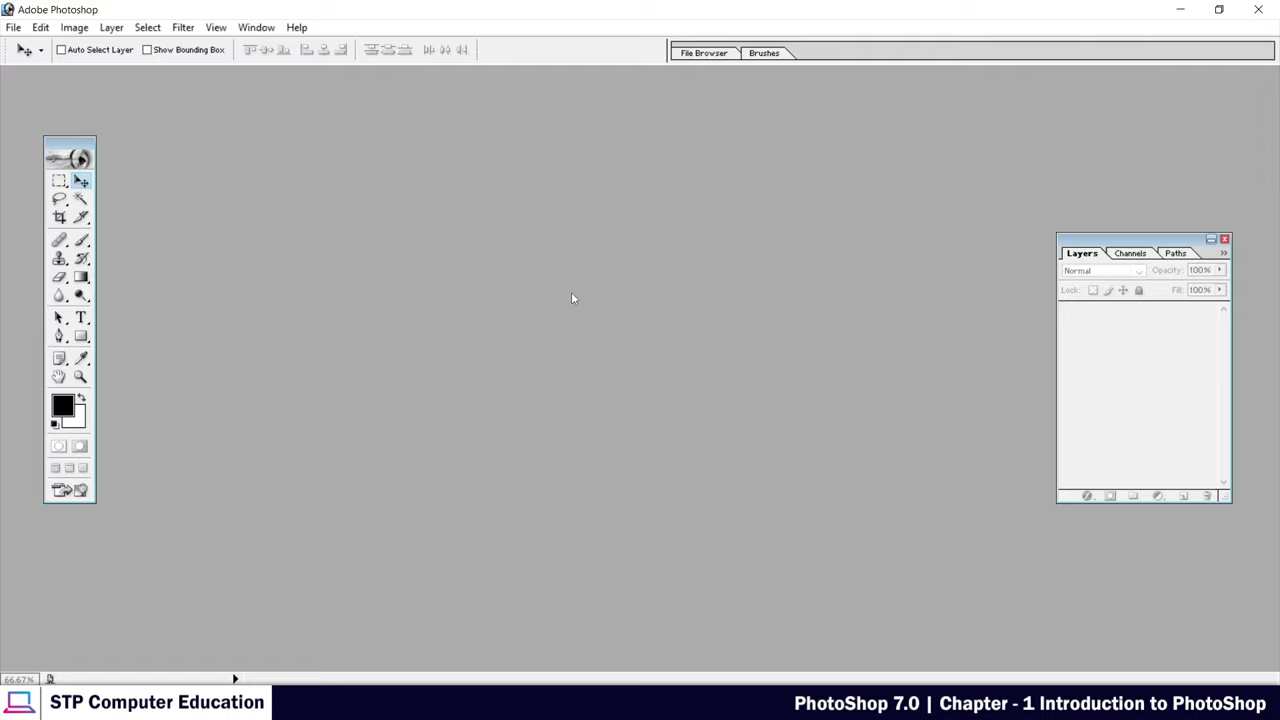 Adobe Photoshop
File Edit Image Layer Select Filter View Window Help
Auto Select Layer Show Bounding Box File Browser Brushes
Layers Channels Paths
Normal Opacity: 100%
Lock: Fill: 100%
T
66.67%
STP Computer Education PhotoShop 7.0 | Chapter - 1 Introduction to PhotoShop